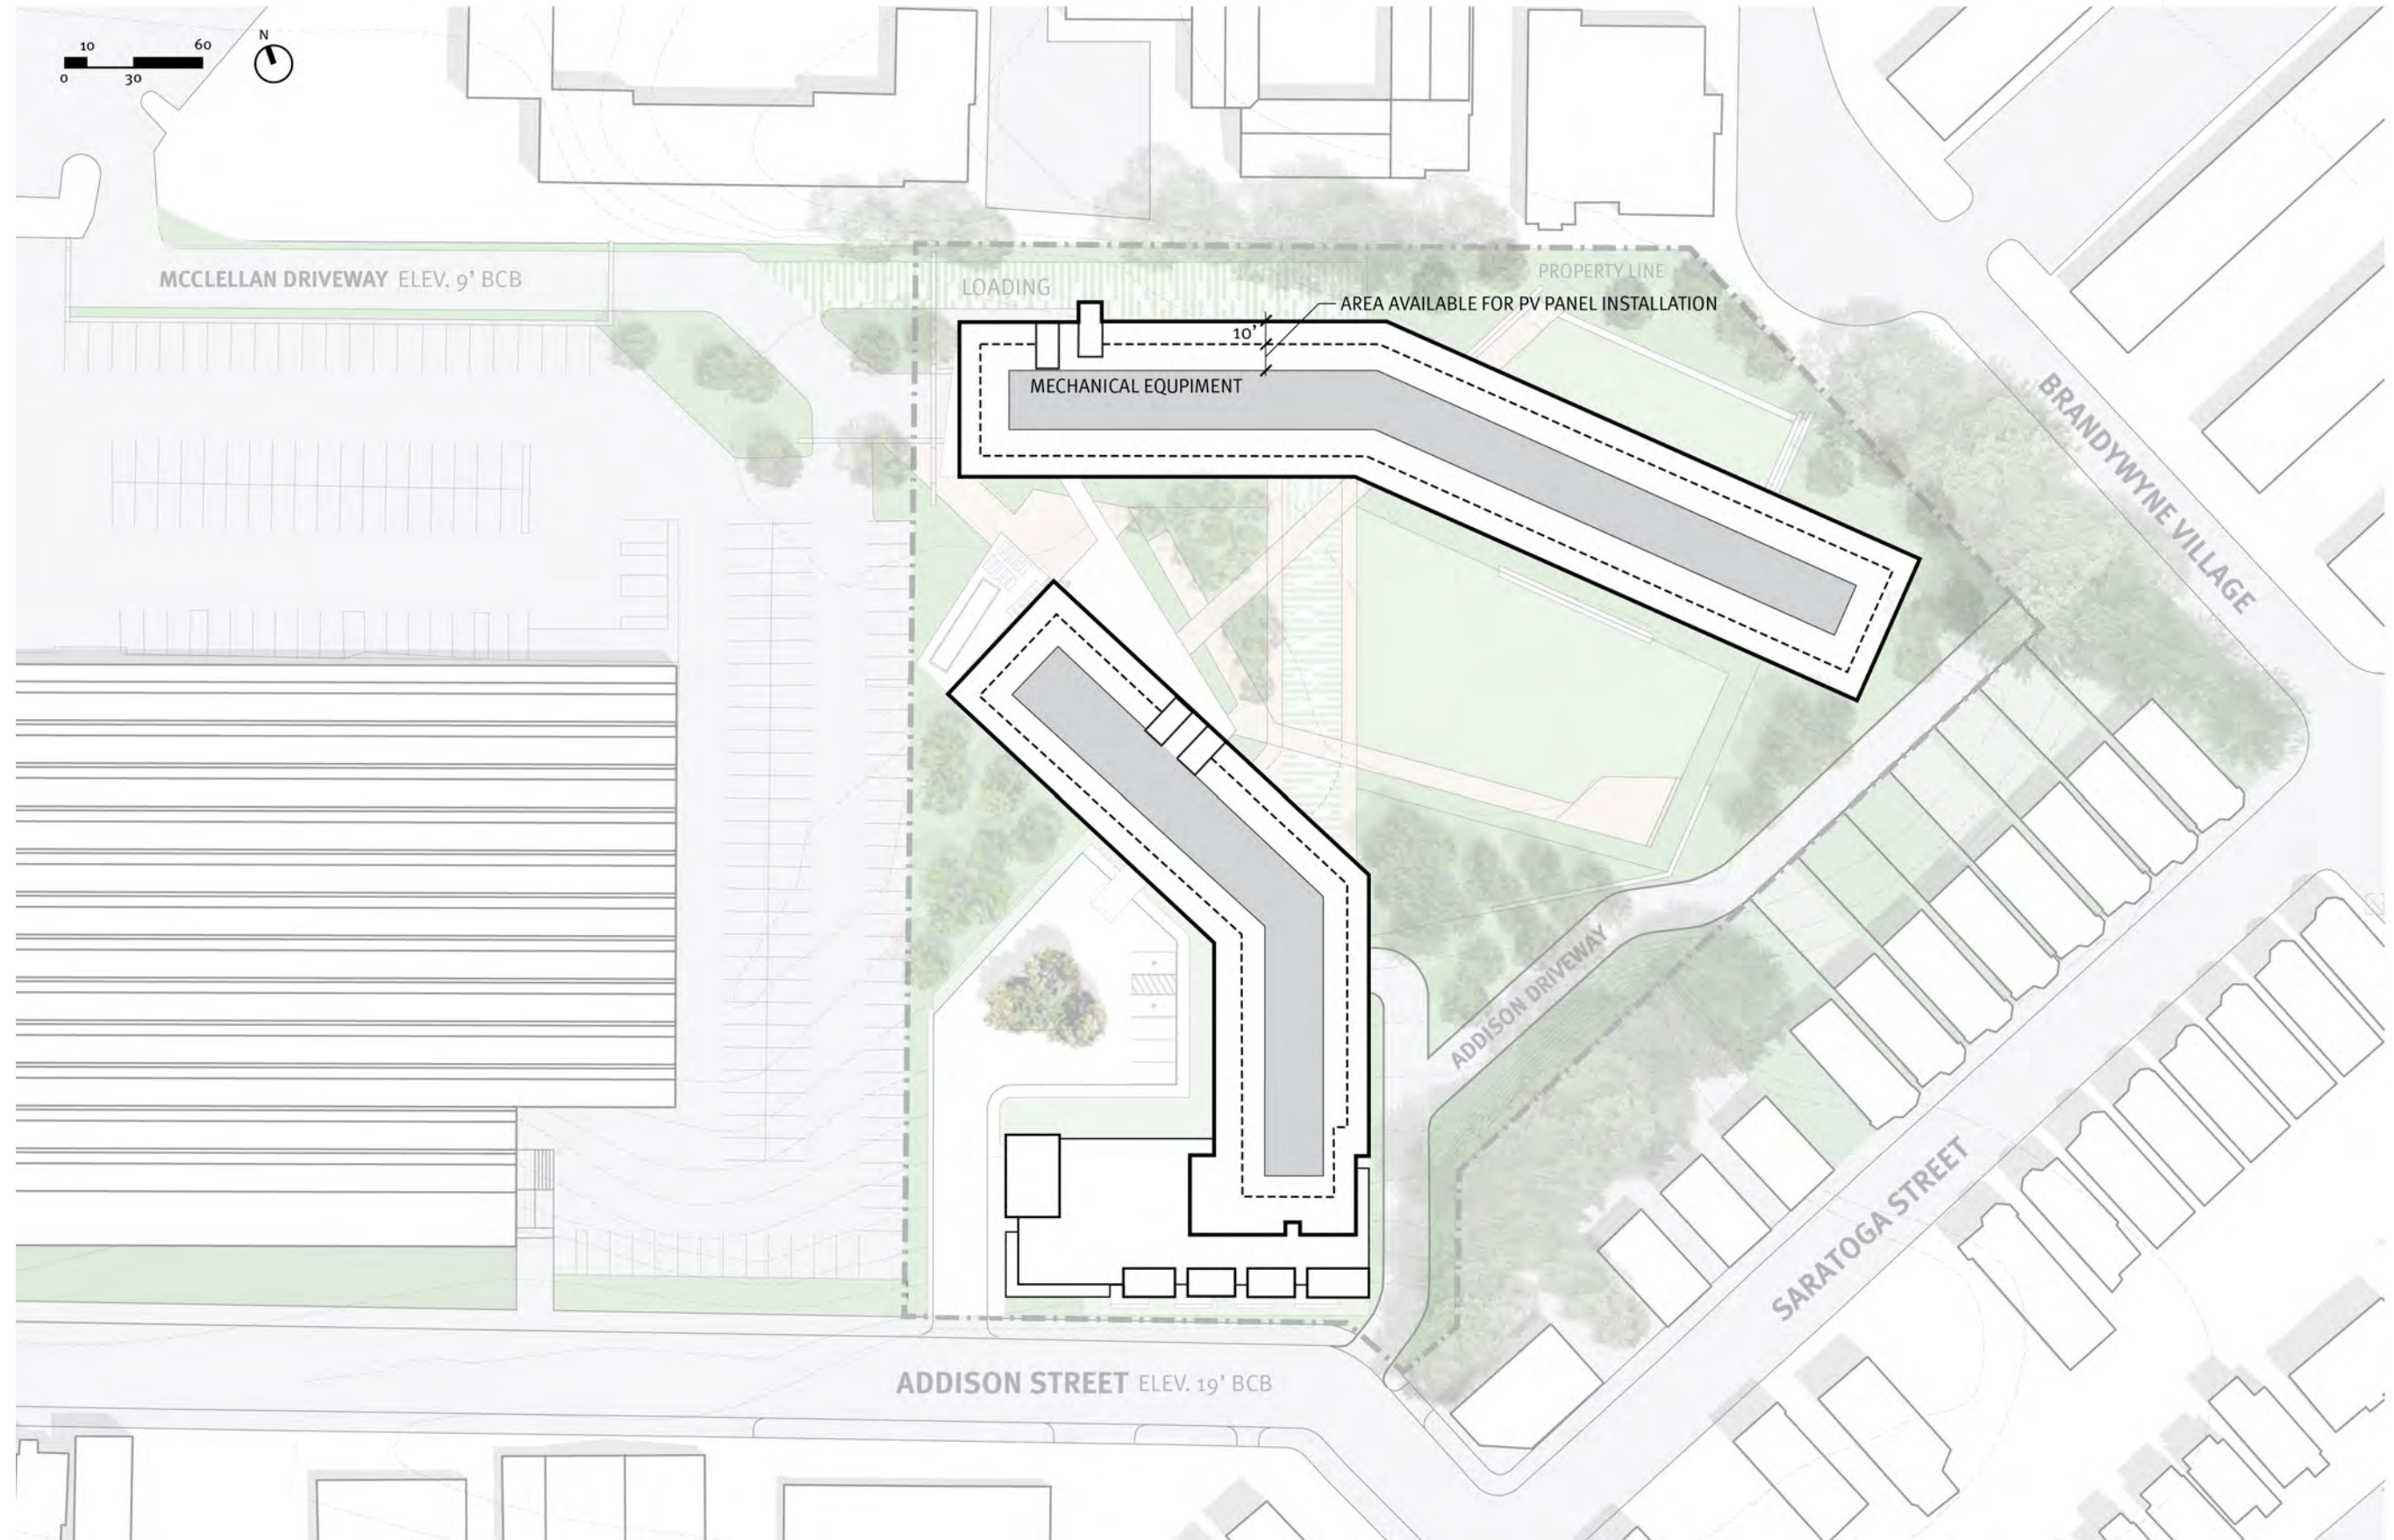 10 60
0 30
N
MCCLELLAN DRIVEWAY ELEV. 9' BCB
LOADING
PROPERTY LINE
AREA AVAILABLE FOR PV PANEL INSTALLATION
10'
MECHANICAL EQUPIMENT
BRANDYWYNE VILLAGE
ADDISON DRIVEWAY
SARATOGA STREET
ADDISON STREET ELEV. 19' BCB